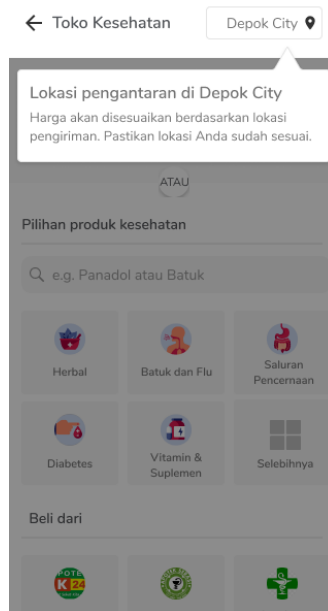 Toko Kesehatan
Depok City
Lokasi pengantaran di Depok City
Harga akan disesuaikan berdasarkan lokasi
pengiriman. Pastikan lokasi Anda sudah sesuai.
ATAU
Pilihan produk kesehatan
e.g. Panadol atau Batuk
Herbal
Batuk dan Flu
Saluran
Pencernaan
Diabetes
Vitamin &
Suplemen
Selebihnya
Beli dari
POTE
K 24